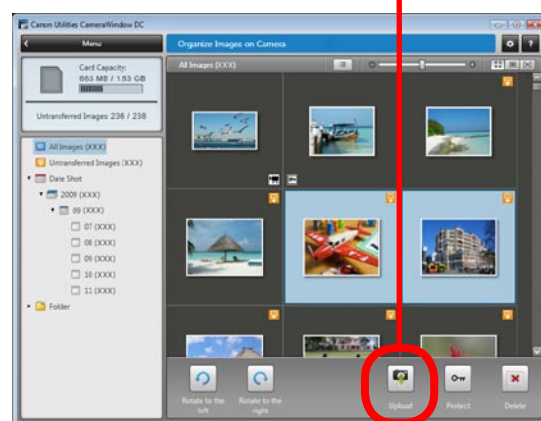 Canon Utilities CameraWindow DC
Menu
Organize Images on Camera
?
Card Capacity:
663 MB / 1.83 GB
Untransferred Images 236 / 238
All Images (XXX)
All Images (XXX)
Untransferred Images (XXX)
Date Shot
2009 (XXX)
09 (XXX)
07 (XXX)
08 (XXX)
09 (XXX)
10 (XXX)
11 (XXX)
Folder
Rotate to the
left
Rotate to the
right
Upload
Protect
Delete